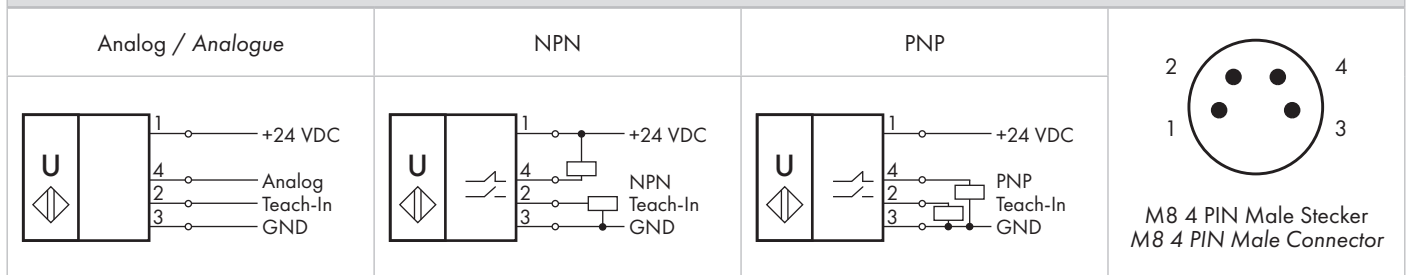 Analog / Analogue
NPN
PNP
U
1
+24 VDC
4
Analog
2
Teach-In
3
GND
U
1
+24 VDC
4
NPN
2
Teach-In
3
GND
U
1
+24 VDC
4
PNP
2
Teach-In
3
GND
2
4
1
3
M8 4 PIN Male Stecker
M8 4 PIN Male Connector